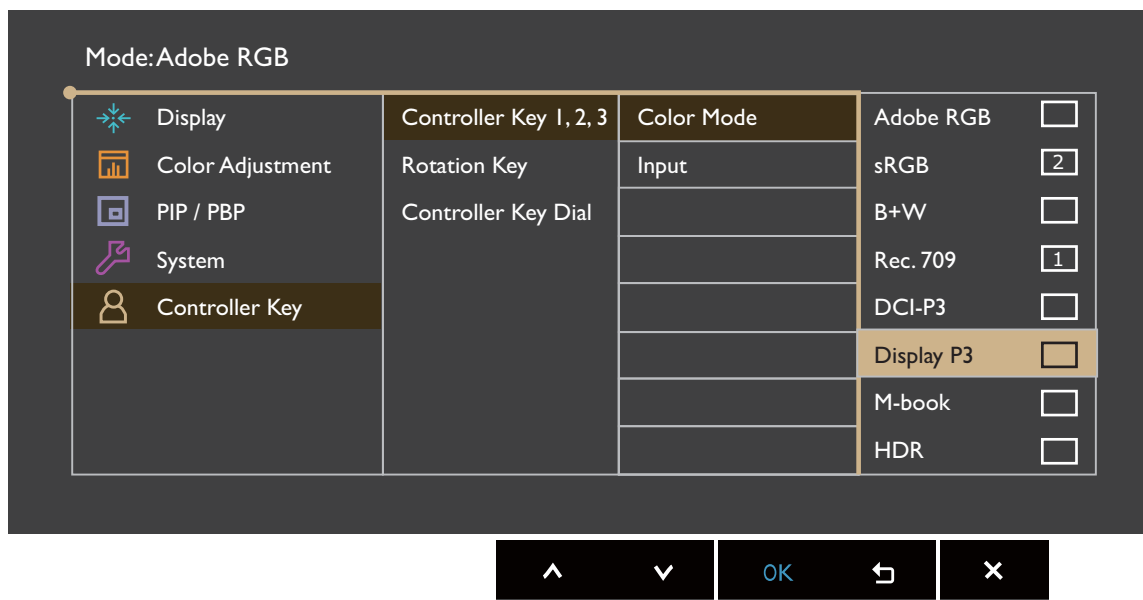 Mode: Adobe RGB
Display
Color Adjustment
PIP / PBP
System
Controller Key
Controller Key 1, 2, 3
Rotation Key
Controller Key Dial
Color Mode
Input
Adobe RGB
sRGB 2
B+W
Rec. 709 1
DCI-P3
Display P3
M-book
HDR
OK